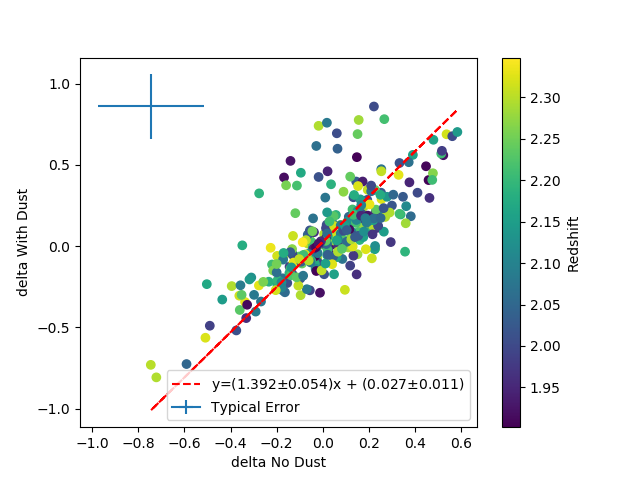 1.0
0.5
0.0
−0.5
−1.0
delta With Dust
−1.0 −0.8 −0.6 −0.4 −0.2 0.0 0.2 0.4 0.6
delta No Dust
y=(1.392±0.054)x + (0.027±0.011)
Typical Error
2.30
2.25
2.20
2.15
2.10
2.05
2.00
1.95
Redshift